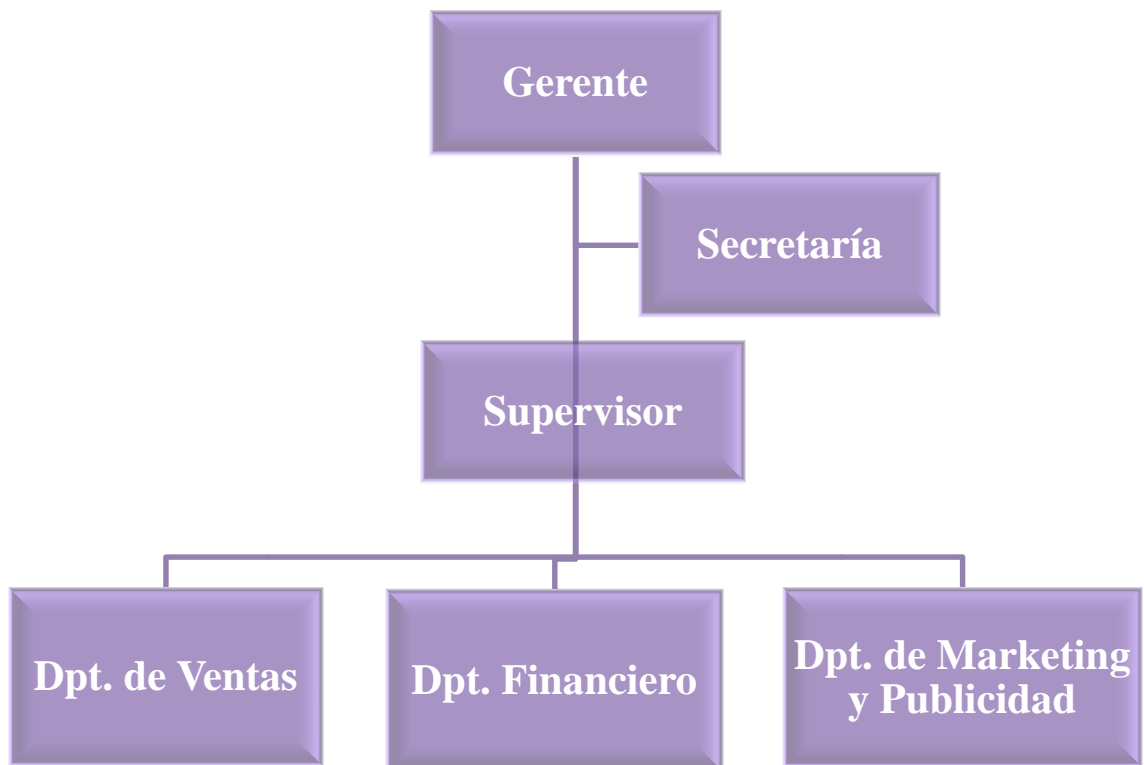 Gerente
Secretaría
Supervisor
Dpt. de Ventas
Dpt. Financiero
Dpt. de Marketing
y Publicidad